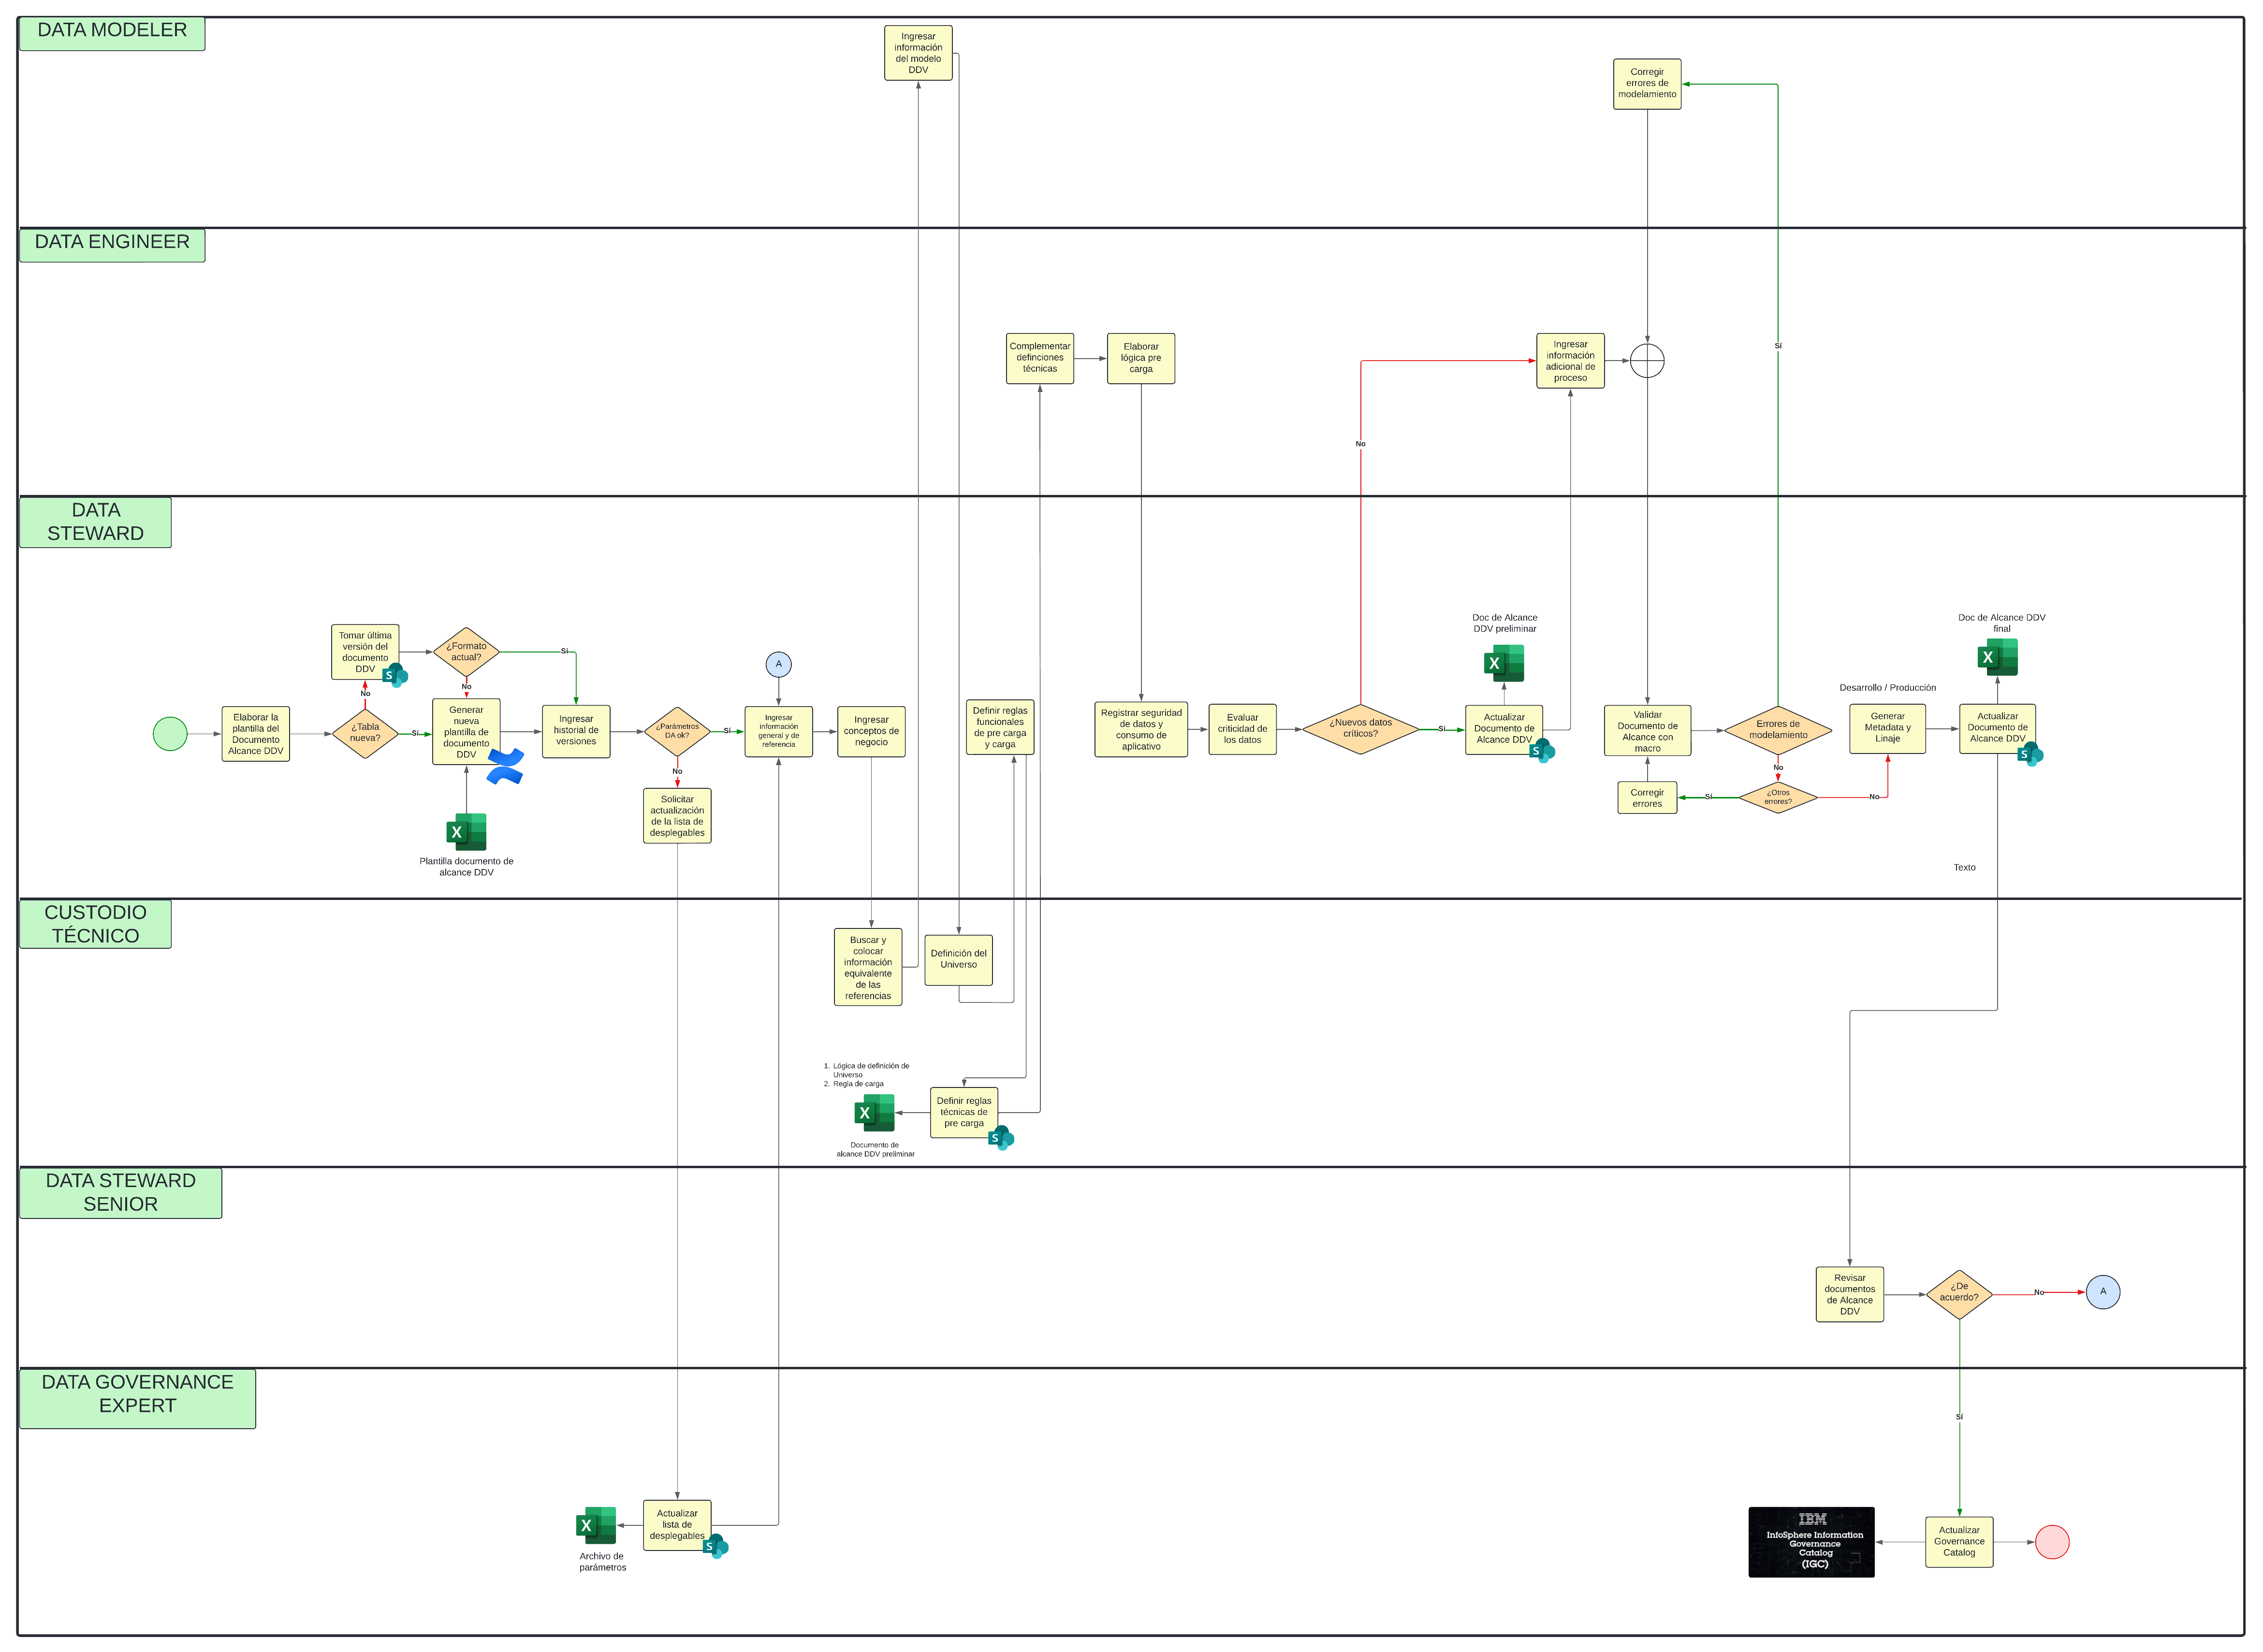 DATA MODELER
Ingresar
información
del modelo
DDV
Corregir
errores de
modelamiento
DATA ENGINEER
Complementar
definciones
técnicas
Elaborar
lógica pre
carga
Ingresar
información
adicional de
proceso
Sí
No
DATA
STEWARD
Elaborar la
plantilla del
Documento
Alcance DDV
¿Tabla
nueva?
No
Sí
Tomar última
versión del
documento
DDV
S
¿Formato
actual?
Sí
No
Generar
nueva
plantilla de
documento
DDV
X
Plantilla documento de
alcance DDV
Ingresar
historial de
versiones
¿Parámetros
DA ok?
Sí
No
Solicitar
actualización
de la lista de
desplegables
A
Ingresar
información
general y de
referencia
Ingresar
conceptos de
negocio
Definir reglas
funcionales
de pre carga
y carga
Registrar seguridad
de datos y
consumo de
aplicativo
Evaluar
criticidad de
los datos
¿Nuevos datos
críticos?
Sí
Doc de Alcance
DDV preliminar
X
Actualizar
Documento de
Alcance DDV
S
Validar
Documento de
Alcance con
macro
Errores de
modelamiento
No
Corregir
errores
Sí
¿Otros
errores?
No
Desarrollo / Producción
Generar
Metadata y
Linaje
Doc de Alcance DDV
final
X
Actualizar
Documento de
Alcance DDV
S
Texto
CUSTODIO
TÉCNICO
Buscar y
colocar
información
equivalente
de las
referencias
Definición del
Universo
1. Lógica de definición de
Universo
2. Regla de carga
X
Documento de
alcance DDV preliminar
Definir reglas
técnicas de
pre carga
S
DATA STEWARD
SENIOR
Revisar
documentos
de Alcance
DDV
¿De
acuerdo?
No
A
DATA GOVERNANCE
EXPERT
Sí
X
Archivo de
parámetros
Actualizar
lista de
desplegables
S
IBM
InfoSphere Information
Governance
Catalog
(IGC)
Actualizar
Governance
Catalog